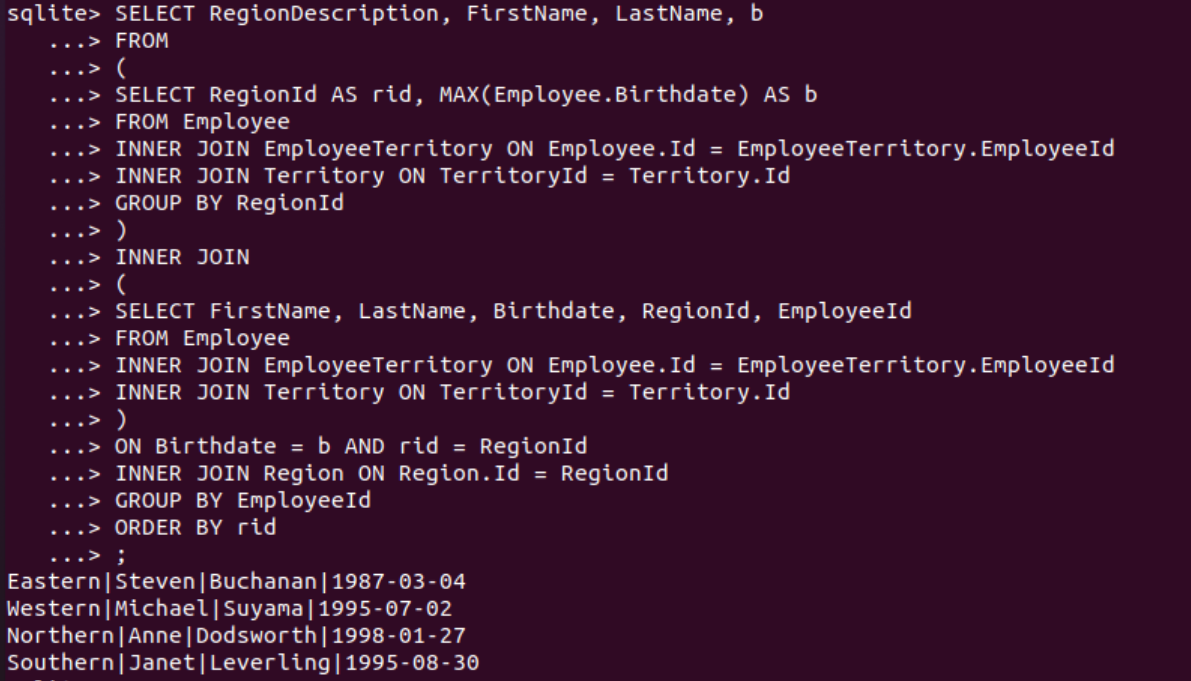 sqlite> SELECT RegionDescription, FirstName, LastName, b
   ...> FROM
   ...> (
   ...> SELECT RegionId AS rid, MAX(Employee.Birthdate) AS b
   ...> FROM Employee
   ...> INNER JOIN EmployeeTerritory ON Employee.Id = EmployeeTerritory.EmployeeId
   ...> INNER JOIN Territory ON TerritoryId = Territory.Id
   ...> GROUP BY RegionId
   ...> )
   ...> INNER JOIN
   ...> (
   ...> SELECT FirstName, LastName, Birthdate, RegionId, EmployeeId
   ...> FROM Employee
   ...> INNER JOIN EmployeeTerritory ON Employee.Id = EmployeeTerritory.EmployeeId
   ...> INNER JOIN Territory ON TerritoryId = Territory.Id
   ...> )
   ...> ON Birthdate = b AND rid = RegionId
   ...> INNER JOIN Region ON Region.Id = RegionId
   ...> GROUP BY EmployeeId
   ...> ORDER BY rid
   ...> ;
Eastern|Steven|Buchanan|1987-03-04
Western|Michael|Suyama|1995-07-02
Northern|Anne|Dodsworth|1998-01-27
Southern|Janet|Leverling|1995-08-30